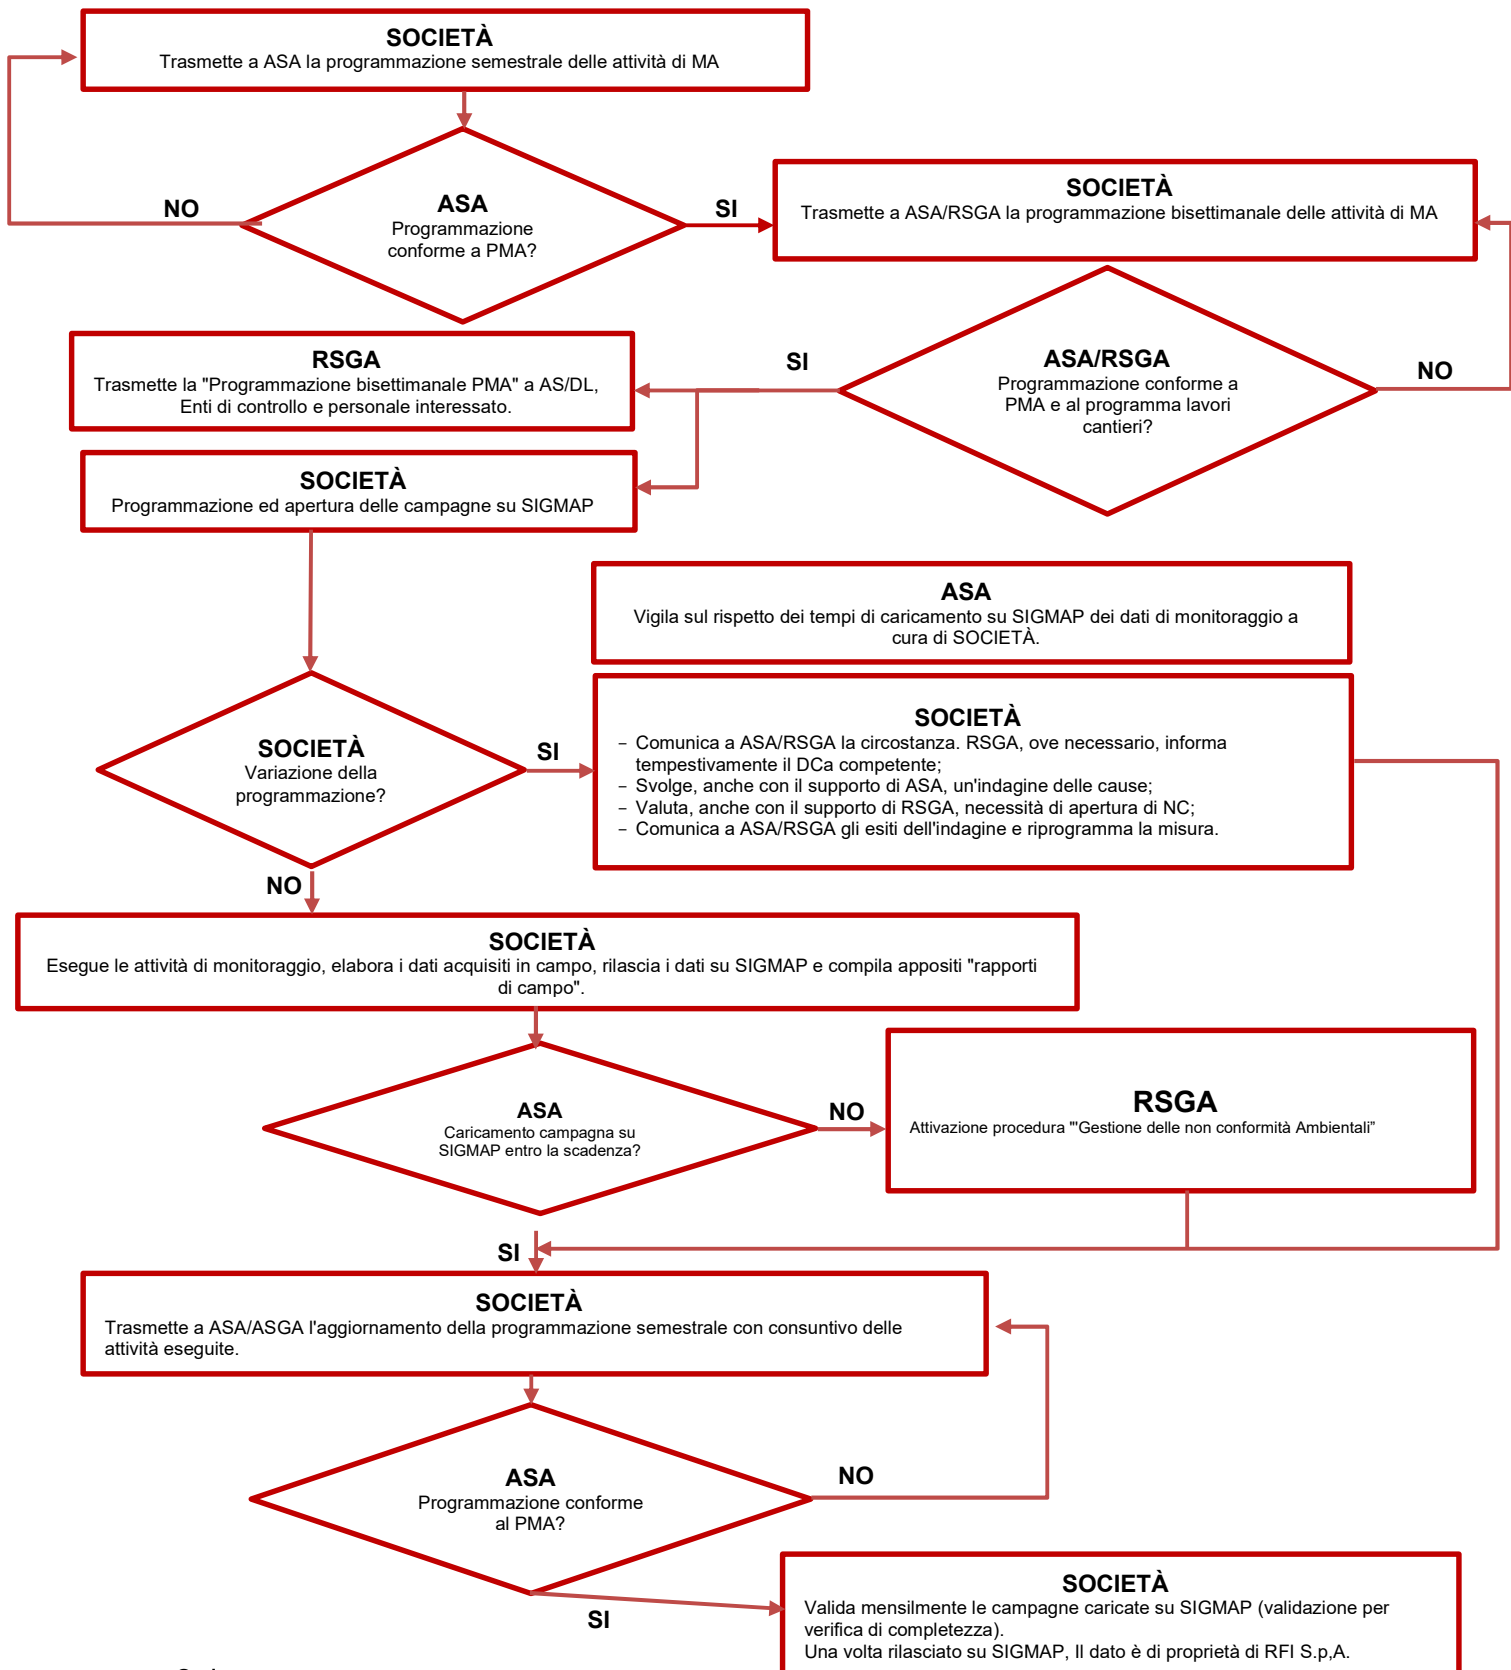 SOCIETÀ
Trasmette a ASA la programmazione semestrale delle attività di MA
ASA
Programmazione
conforme a PMA?
NO
SI
SOCIETÀ
Trasmette a ASA/RSGA la programmazione bisettimanale delle attività di MA
ASA/RSGA
Programmazione conforme a
PMA e al programma lavori
cantieri?
SI
NO
RSGA
Trasmette la "Programmazione bisettimanale PMA" a AS/DL,
Enti di controllo e personale interessato.
SOCIETÀ
Programmazione ed apertura delle campagne su SIGMAP
ASA
Vigila sul rispetto dei tempi di caricamento su SIGMAP dei dati di monitoraggio a
cura di SOCIETÀ.
SOCIETÀ
Variazione della
programmazione?
SI
SOCIETÀ
− Comunica a ASA/RSGA la circostanza. RSGA, ove necessario, informa
tempestivamente il DCa competente;
− Svolge, anche con il supporto di ASA, un'indagine delle cause;
− Valuta, anche con il supporto di RSGA, necessità di apertura di NC;
− Comunica a ASA/RSGA gli esiti dell'indagine e riprogramma la misura.
NO
SOCIETÀ
Esegue le attività di monitoraggio, elabora i dati acquisiti in campo, rilascia i dati su SIGMAP e compila appositi "rapporti
di campo".
ASA
Caricamento campagna su
SIGMAP entro la scadenza?
NO
RSGA
Attivazione procedura "'Gestione delle non conformità Ambientali”
SI
SOCIETÀ
Trasmette a ASA/ASGA l'aggiornamento della programmazione semestrale con consuntivo delle
attività eseguite.
ASA
Programmazione conforme
al PMA?
NO
SI
SOCIETÀ
Valida mensilmente le campagne caricate su SIGMAP (validazione per
verifica di completezza).
Una volta rilasciato su SIGMAP, Il dato è di proprietà di RFI S.p,A.